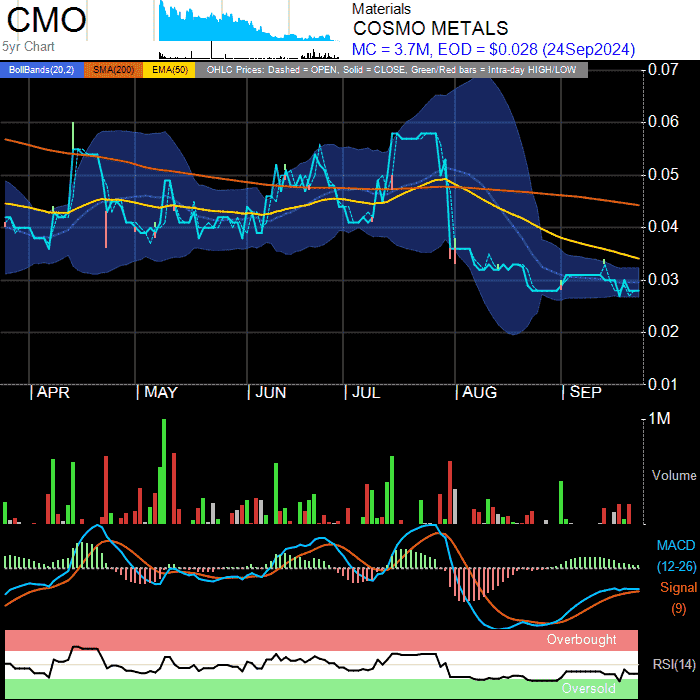 CMO
5yr Chart
Materials
COSMO METALS
MC = 3.7M, EOD = $0.028 (24Sep2024)
BollBands(20,2) SMA(200) EMA(50) OHLC Prices: Dashed = OPEN, Solid = CLOSE, Green/Red bars = Intra-day HIGH/LOW
0.07
0.06
0.05
0.04
0.03
0.02
0.01
APR MAY JUN JUL AUG SEP
1M
Volume
MACD
(12-26)
Signal
(9)
Overbought
RSI(14)
Oversold